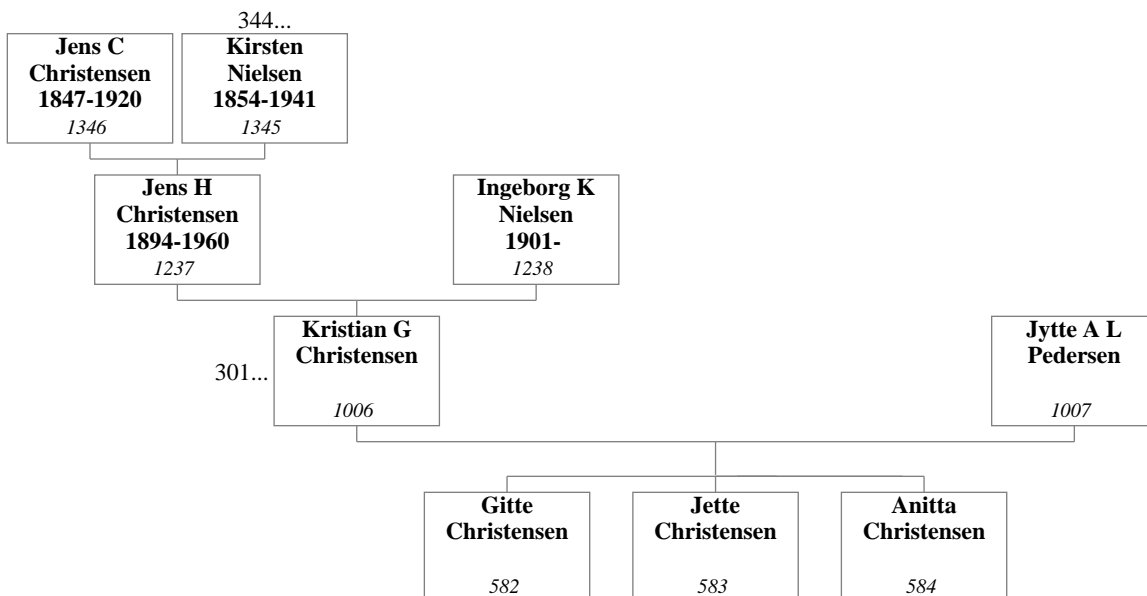 344...
Jens C
Christensen
1847-1920
1346
Kirsten
Nielsen
1854-1941
1345
Jens H
Christensen
1894-1960
1237
Ingeborg K
Nielsen
1901-
1238
301...
Kristian G
Christensen
1006
Jytte A L
Pedersen
1007
Gitte
Christensen
582
Jette
Christensen
583
Anitta
Christensen
584